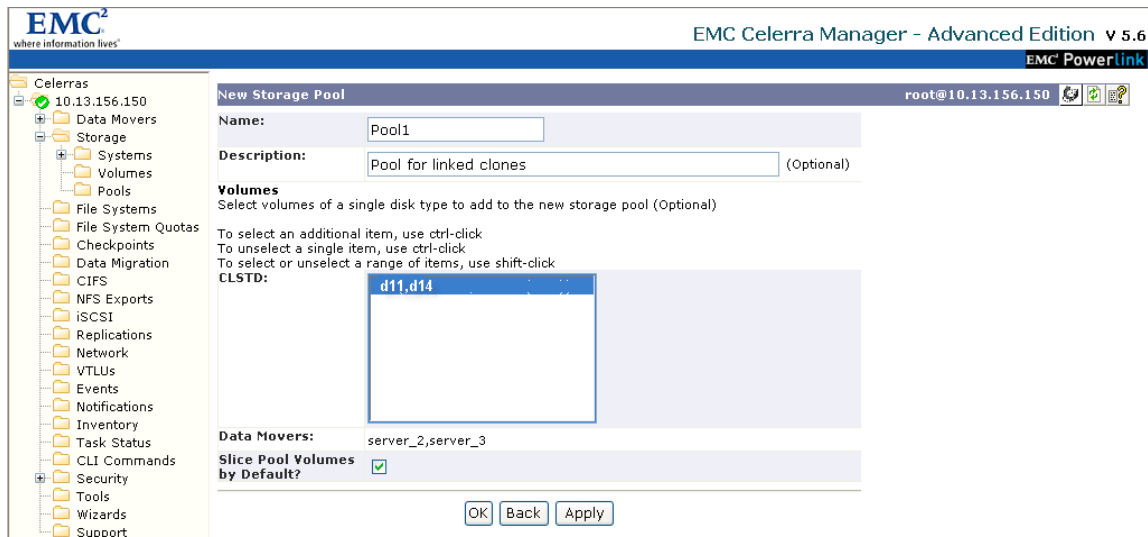 EMC²
where information lives®
EMC Celerra Manager - Advanced Edition v 5.6
EMC² Powerlink
Celerras
10.13.156.150
Data Movers
Storage
Systems
Volumes
Pools
File Systems
File System Quotas
Checkpoints
Data Migration
CIFS
NFS Exports
iSCSI
Replications
Network
VTLUs
Events
Notifications
Inventory
Task Status
CLI Commands
Security
Tools
Wizards
Support
New Storage Pool root@10.13.156.150
Name: Pool1
Description: Pool for linked clones (Optional)
Volumes
Select volumes of a single disk type to add to the new storage pool (Optional)
To select an additional item, use ctrl-click
To unselect a single item, use ctrl-click
To select or unselect a range of items, use shift-click
CLSTD: d11,d14
Data Movers: server_2,server_3
Slice Pool Volumes
by Default?
OK Back Apply